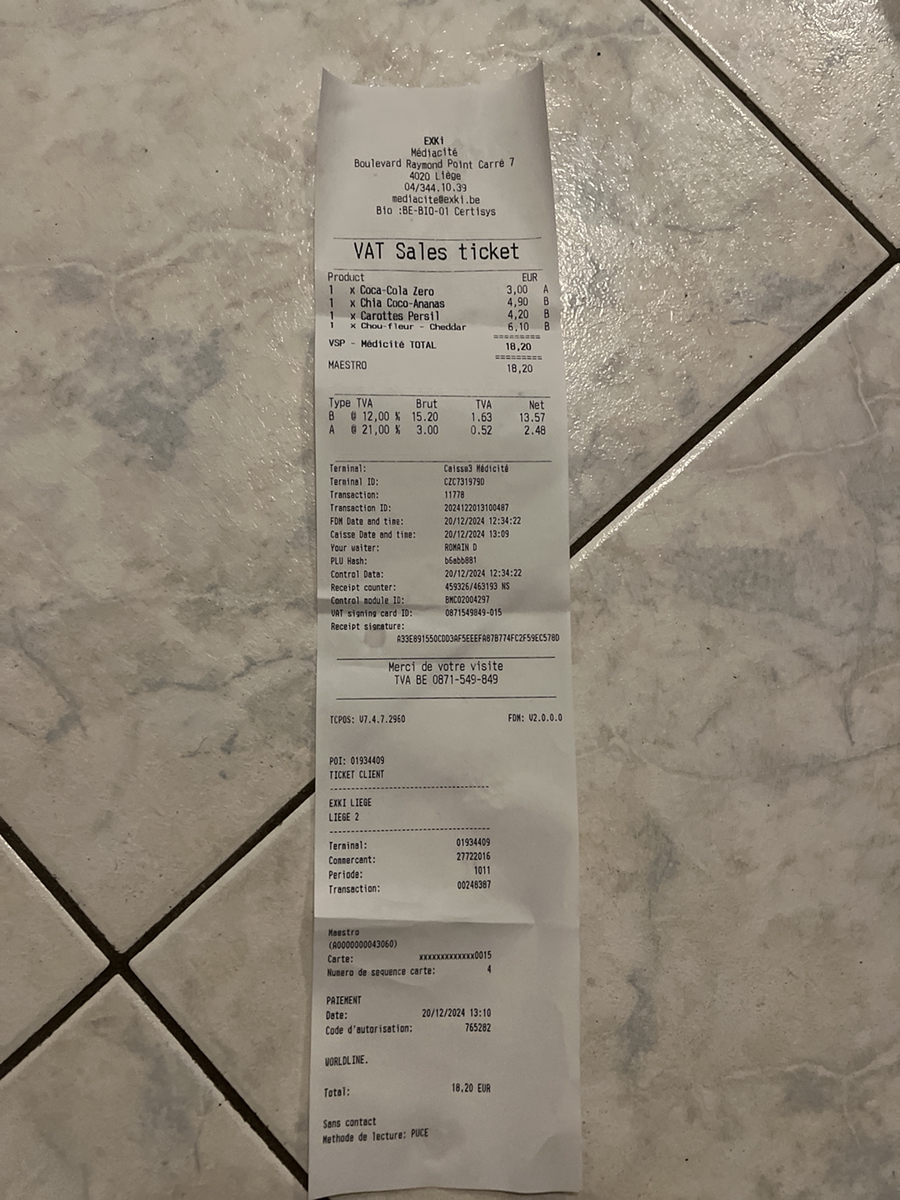 EXKi
Médiacité
Boulevard Raymond Point Carré 7
4020 Liège
04/344.10.39
mediacite@exki.be
Bio :BE-BIO-01 Certisys
VAT Sales ticket
Product EUR
1 x Coca-Cola Zero 3,00 A
1 x Chia Coco-Ananas 4,90 B
1 x Carottes Persil 4,20 B
1 x Chou-fleur - Cheddar 6,10 B
=========
VSP - Médicité TOTAL 18,20
=========
MAESTRO 18,20
Type TVA Brut TVA Net
B @ 12,00 % 15.20 1.63 13.57
A @ 21,00 % 3.00 0.52 2.48
Terminal: Caisse3 Médicité
Terminal ID: CZC731979D
Transaction: 11778
Transaction ID: 2024122013100487
FDM Date and time: 20/12/2024 12:34:22
Caisse Date and time: 20/12/2024 13:09
Your waiter: ROMAIN D
PLU Hash: b6abb881
Control Data: 20/12/2024 12:34:22
Receipt counter: 459326/463193 NS
Control module ID: BMC02004297
VAT signing card ID: 0871549849-015
Receipt signature:
A33E891550CDD3AF5EEEFA87B774FC2F59EC578D
Merci de votre visite
TVA BE 0871-549-849
TCPOS: V7.4.7.2960 FDM: V2.0.0.0
POI: 01934409
TICKET CLIENT
--------------------------------
EXKI LIEGE
LIEGE 2
--------------------------------
Terminal: 01934409
Commercant: 27722016
Periode: 1011
Transaction: 00248387
Maestro
(A0000000043060)
Carte: xxxxxxxxxxxxx0015
Numero de sequence carte: 4
PAIEMENT
Date: 20/12/2024 13:10
Code d'autorisation: 765282
WORLDLINE.
Total: 18,20 EUR
Sans contact
Methode de lecture: PUCE